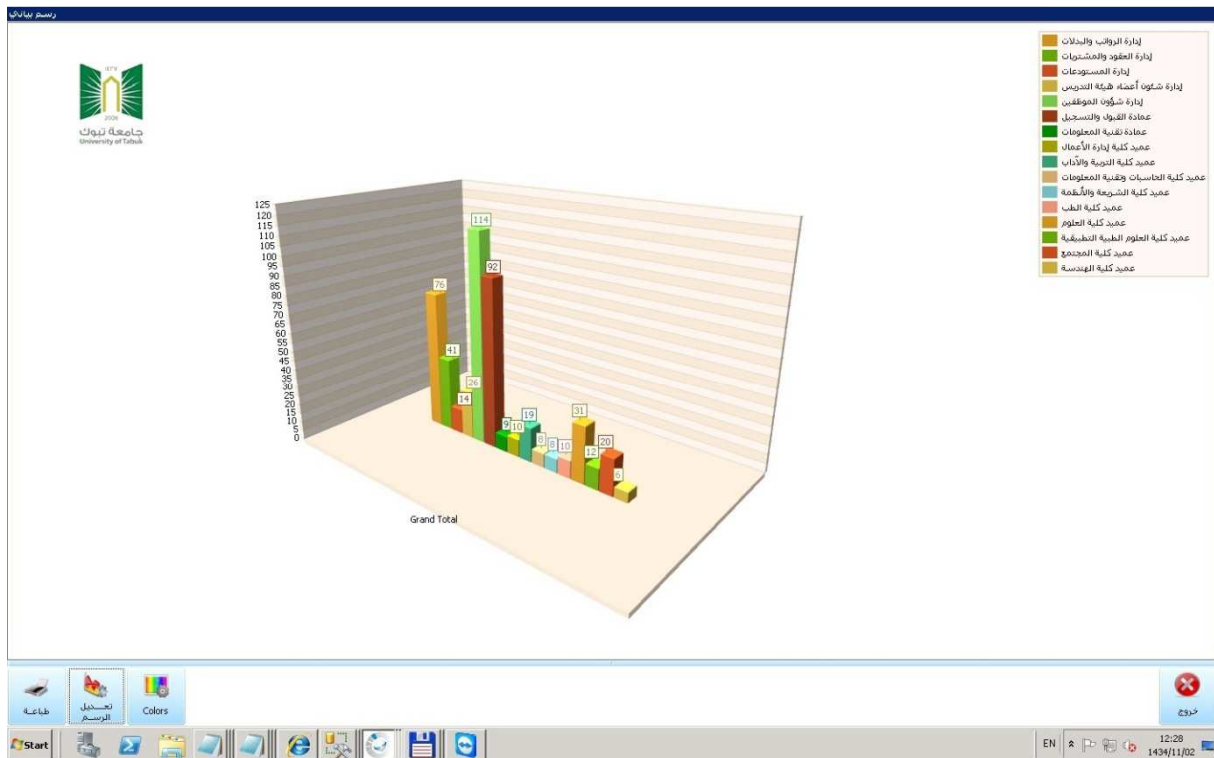 رسم بياني
إدارة الرواتب والبدلات
إدارة العقود والمشتريات
إدارة المستودعات
إدارة شئون أعضاء هيئة التدريس
إدارة شؤون الموظفين
عمادة القبول والتسجيل
عمادة تقنية المعلومات
عميد كلية إدارة الأعمال
عميد كلية التربية والآداب
عميد كلية الحاسبات وتقنية المعلومات
عميد كلية الشريعة والأنظمة
عميد كلية الطب
عميد كلية العلوم
عميد كلية العلوم الطبية التطبيقية
عميد كلية المجتمع
عميد كلية الهندسة
2006
جامعة تبوك
University of Tabuk
125
120
115
110
105
100
95
90
85
80
75
70
65
60
55
50
45
40
35
30
25
20
15
10
5
0
76
41
14
26
114
92
9
10
19
8
8
10
31
12
20
6
Grand Total
طباعة
تعديل الرسم
Colors
خروج
Start
EN
12:28
1434/11/02